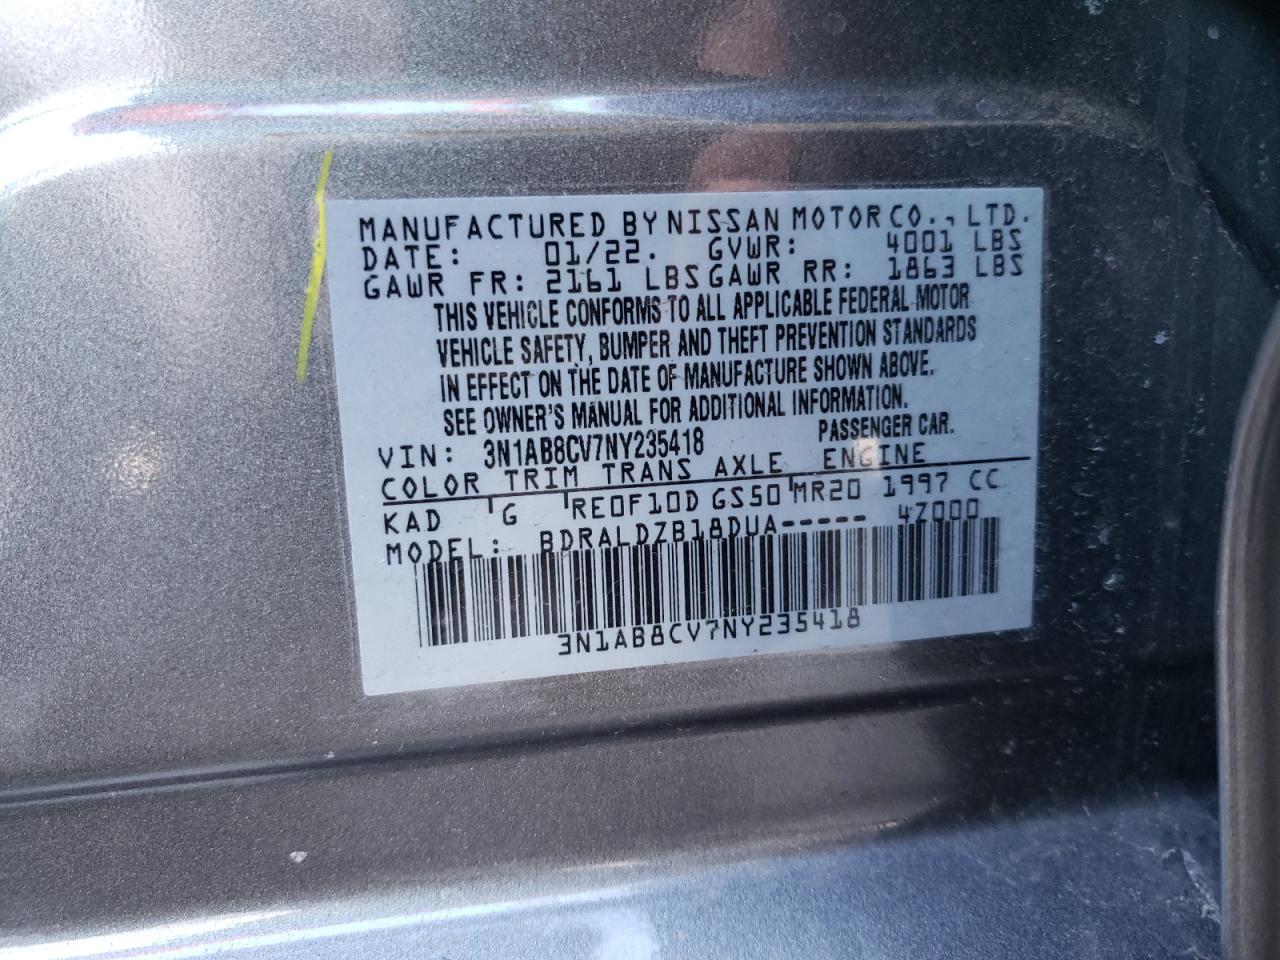 MANUFACTURED BY NISSAN MOTOR CO., LTD.
DATE: 01/22. GVWR: 4001 LBS
GAWR FR: 2161 LBS GAWR RR: 1863 LBS
THIS VEHICLE CONFORMS TO ALL APPLICABLE FEDERAL MOTOR
VEHICLE SAFETY, BUMPER AND THEFT PREVENTION STANDARDS
IN EFFECT ON THE DATE OF MANUFACTURE SHOWN ABOVE.
SEE OWNER'S MANUAL FOR ADDITIONAL INFORMATION.
VIN: 3N1AB8CV7NY235418 PASSENGER CAR.
COLOR TRIM TRANS AXLE ENGINE
KAD G RE0F10D GS50 MR20 1997 CC
MODEL: BDRALDZB18DUA----- 4Z000
3N1AB8CV7NY235418